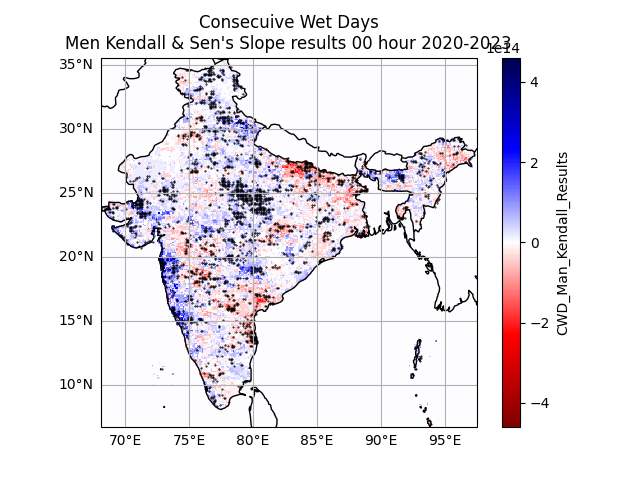 Consecuive Wet Days
Men Kendall & Sen's Slope results 00 hour 2020-2023
1e14
35°N
30°N
25°N
20°N
15°N
10°N
70°E 75°E 80°E 85°E 90°E 95°E
4
2
0
−2
−4
CWD_Man_Kendall_Results